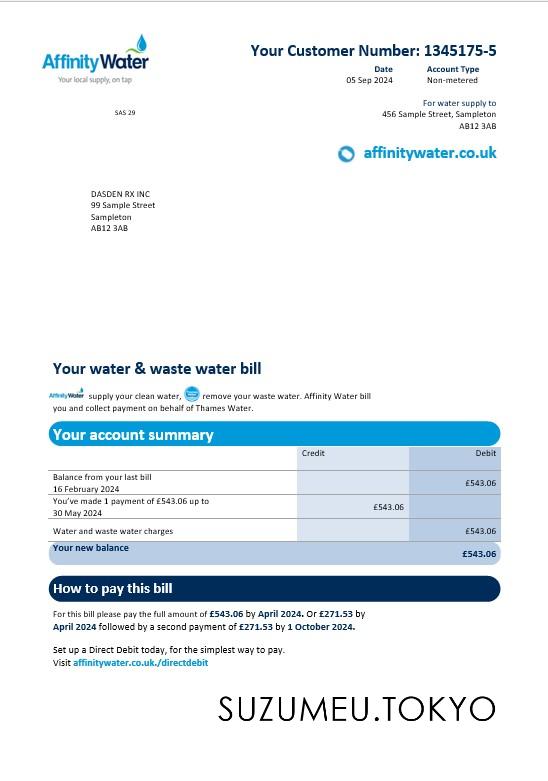 AffinityWater
Your local supply, on tap
Your Customer Number: 1345175-5
Date Account Type
05 Sep 2024 Non-metered
SAS 29
For water supply to
456 Sample Street, Sampleton
AB12 3AB
affinitywater.co.uk
DASDEN RX INC
99 Sample Street
Sampleton
AB12 3AB
Your water & waste water bill
AffinityWater supply your clean water, remove your waste water. Affinity Water bill
you and collect payment on behalf of Thames Water.
Your account summary
Credit Debit
Balance from your last bill
16 February 2024 £543.06
You've made 1 payment of £543.06 up to
30 May 2024 £543.06
Water and waste water charges £543.06
Your new balance £543.06
How to pay this bill
For this bill please pay the full amount of £543.06 by April 2024. Or £271.53 by
April 2024 followed by a second payment of £271.53 by 1 October 2024.
Set up a Direct Debit today, for the simplest way to pay.
Visit affinitywater.co.uk./directdebit
SUZUMEU.TOKYO